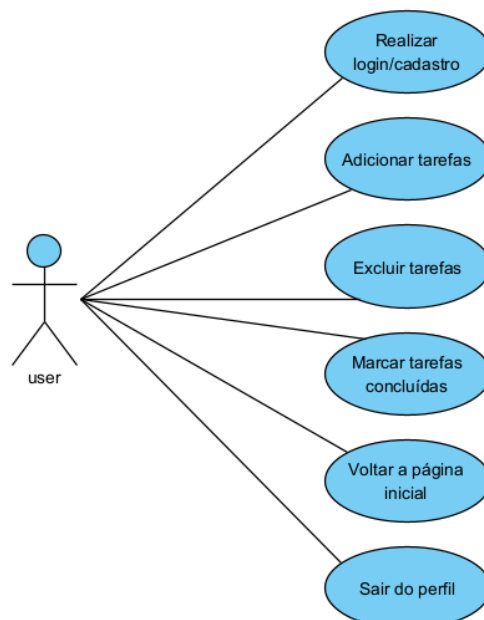 Realizar
login/cadastro
Adicionar tarefas
Excluir tarefas
user
Marcar tarefas
concluídas
Voltar a página
inicial
Sair do perfil